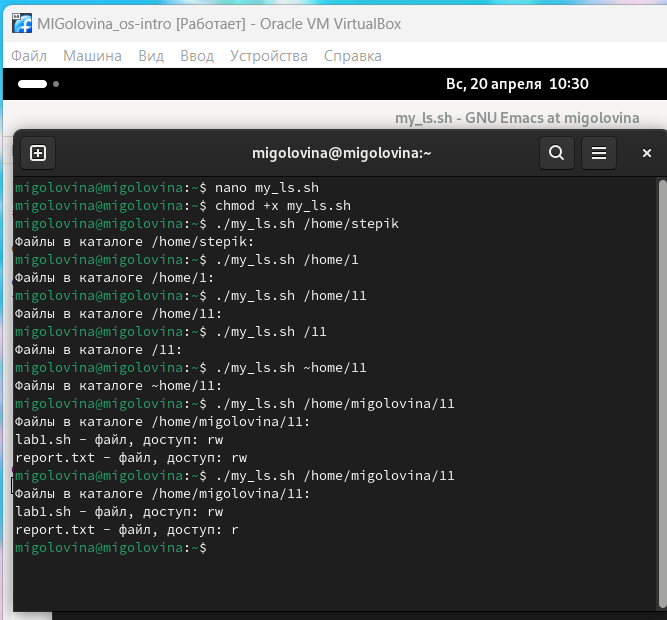 MIGolovina_os-intro [Работает] - Oracle VM VirtualBox
Файл Машина Вид Ввод Устройства Справка
Вс, 20 апреля 10:30
my_ls.sh - GNU Emacs at migolovina
migolovina@migolovina:~
migolovina@migolovina:~$ nano my_ls.sh
migolovina@migolovina:~$ chmod +x my_ls.sh
migolovina@migolovina:~$ ./my_ls.sh /home/stepik
Файлы в каталоге /home/stepik:
migolovina@migolovina:~$ ./my_ls.sh /home/1
Файлы в каталоге /home/1:
migolovina@migolovina:~$ ./my_ls.sh /home/11
Файлы в каталоге /home/11:
migolovina@migolovina:~$ ./my_ls.sh /11
Файлы в каталоге /11:
migolovina@migolovina:~$ ./my_ls.sh ~home/11
Файлы в каталоге ~home/11:
migolovina@migolovina:~$ ./my_ls.sh /home/migolovina/11
Файлы в каталоге /home/migolovina/11:
lab1.sh - файл, доступ: rw
report.txt - файл, доступ: rw
migolovina@migolovina:~$ ./my_ls.sh /home/migolovina/11
Файлы в каталоге /home/migolovina/11:
lab1.sh - файл, доступ: rw
report.txt - файл, доступ: r
migolovina@migolovina:~$